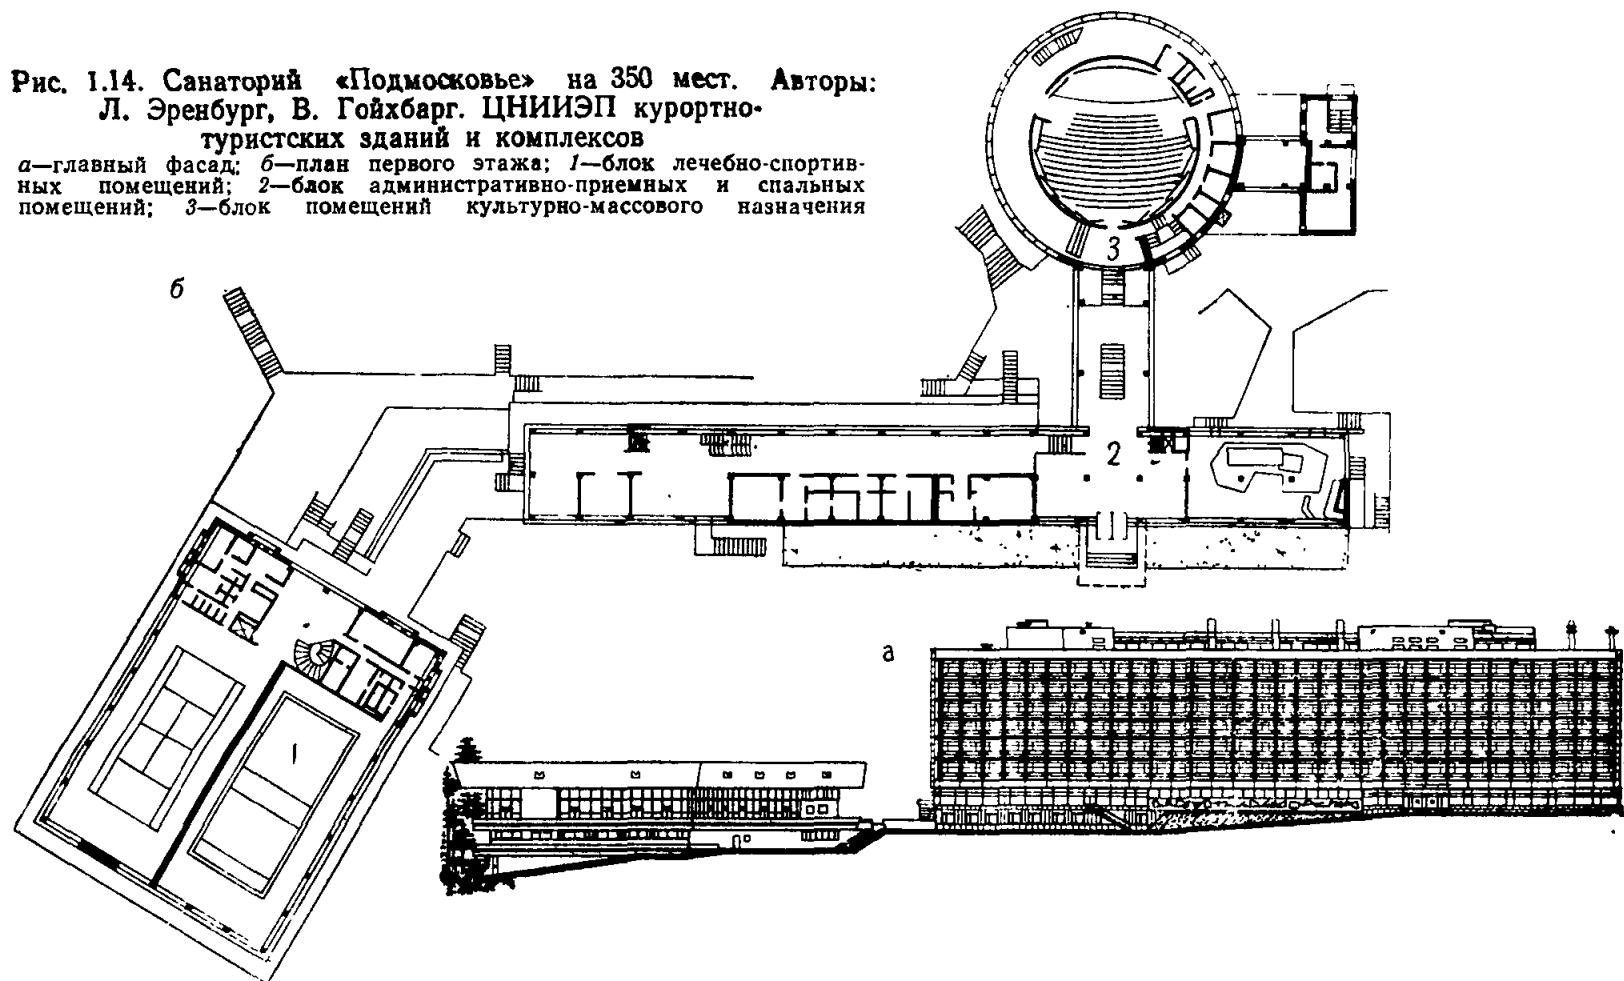 Рис. 1.14. Санаторий «Подмосковье» на 350 мест. Авторы:
Л. Эренбург, В. Гойхбарг. ЦНИИЭП курортно-
туристских зданий и комплексов
а—главный фасад; б—план первого этажа; 1—блок лечебно-спортив-
ных помещений; 2—блок административно-приемных и спальных
помещений; 3—блок помещений культурно-массового назначения
3
б
2
а
1